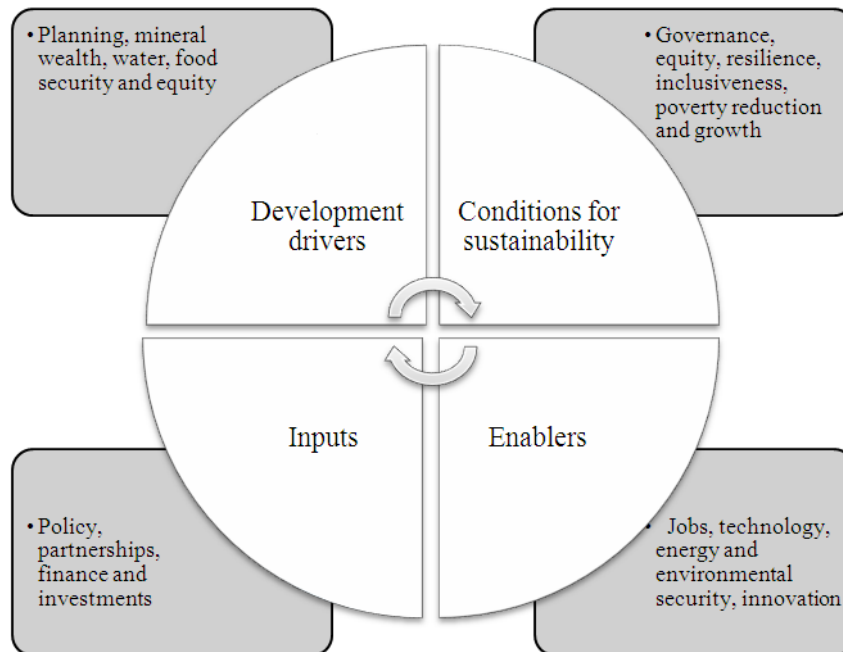 • Planning, mineral
wealth, water, food
security and equity
• Governance,
equity, resilience,
inclusiveness,
poverty reduction
and growth
Development
drivers
Conditions for
sustainability
Inputs
Enablers
• Policy,
partnerships,
finance and
investments
• Jobs, technology,
energy and
environmental
security, innovation